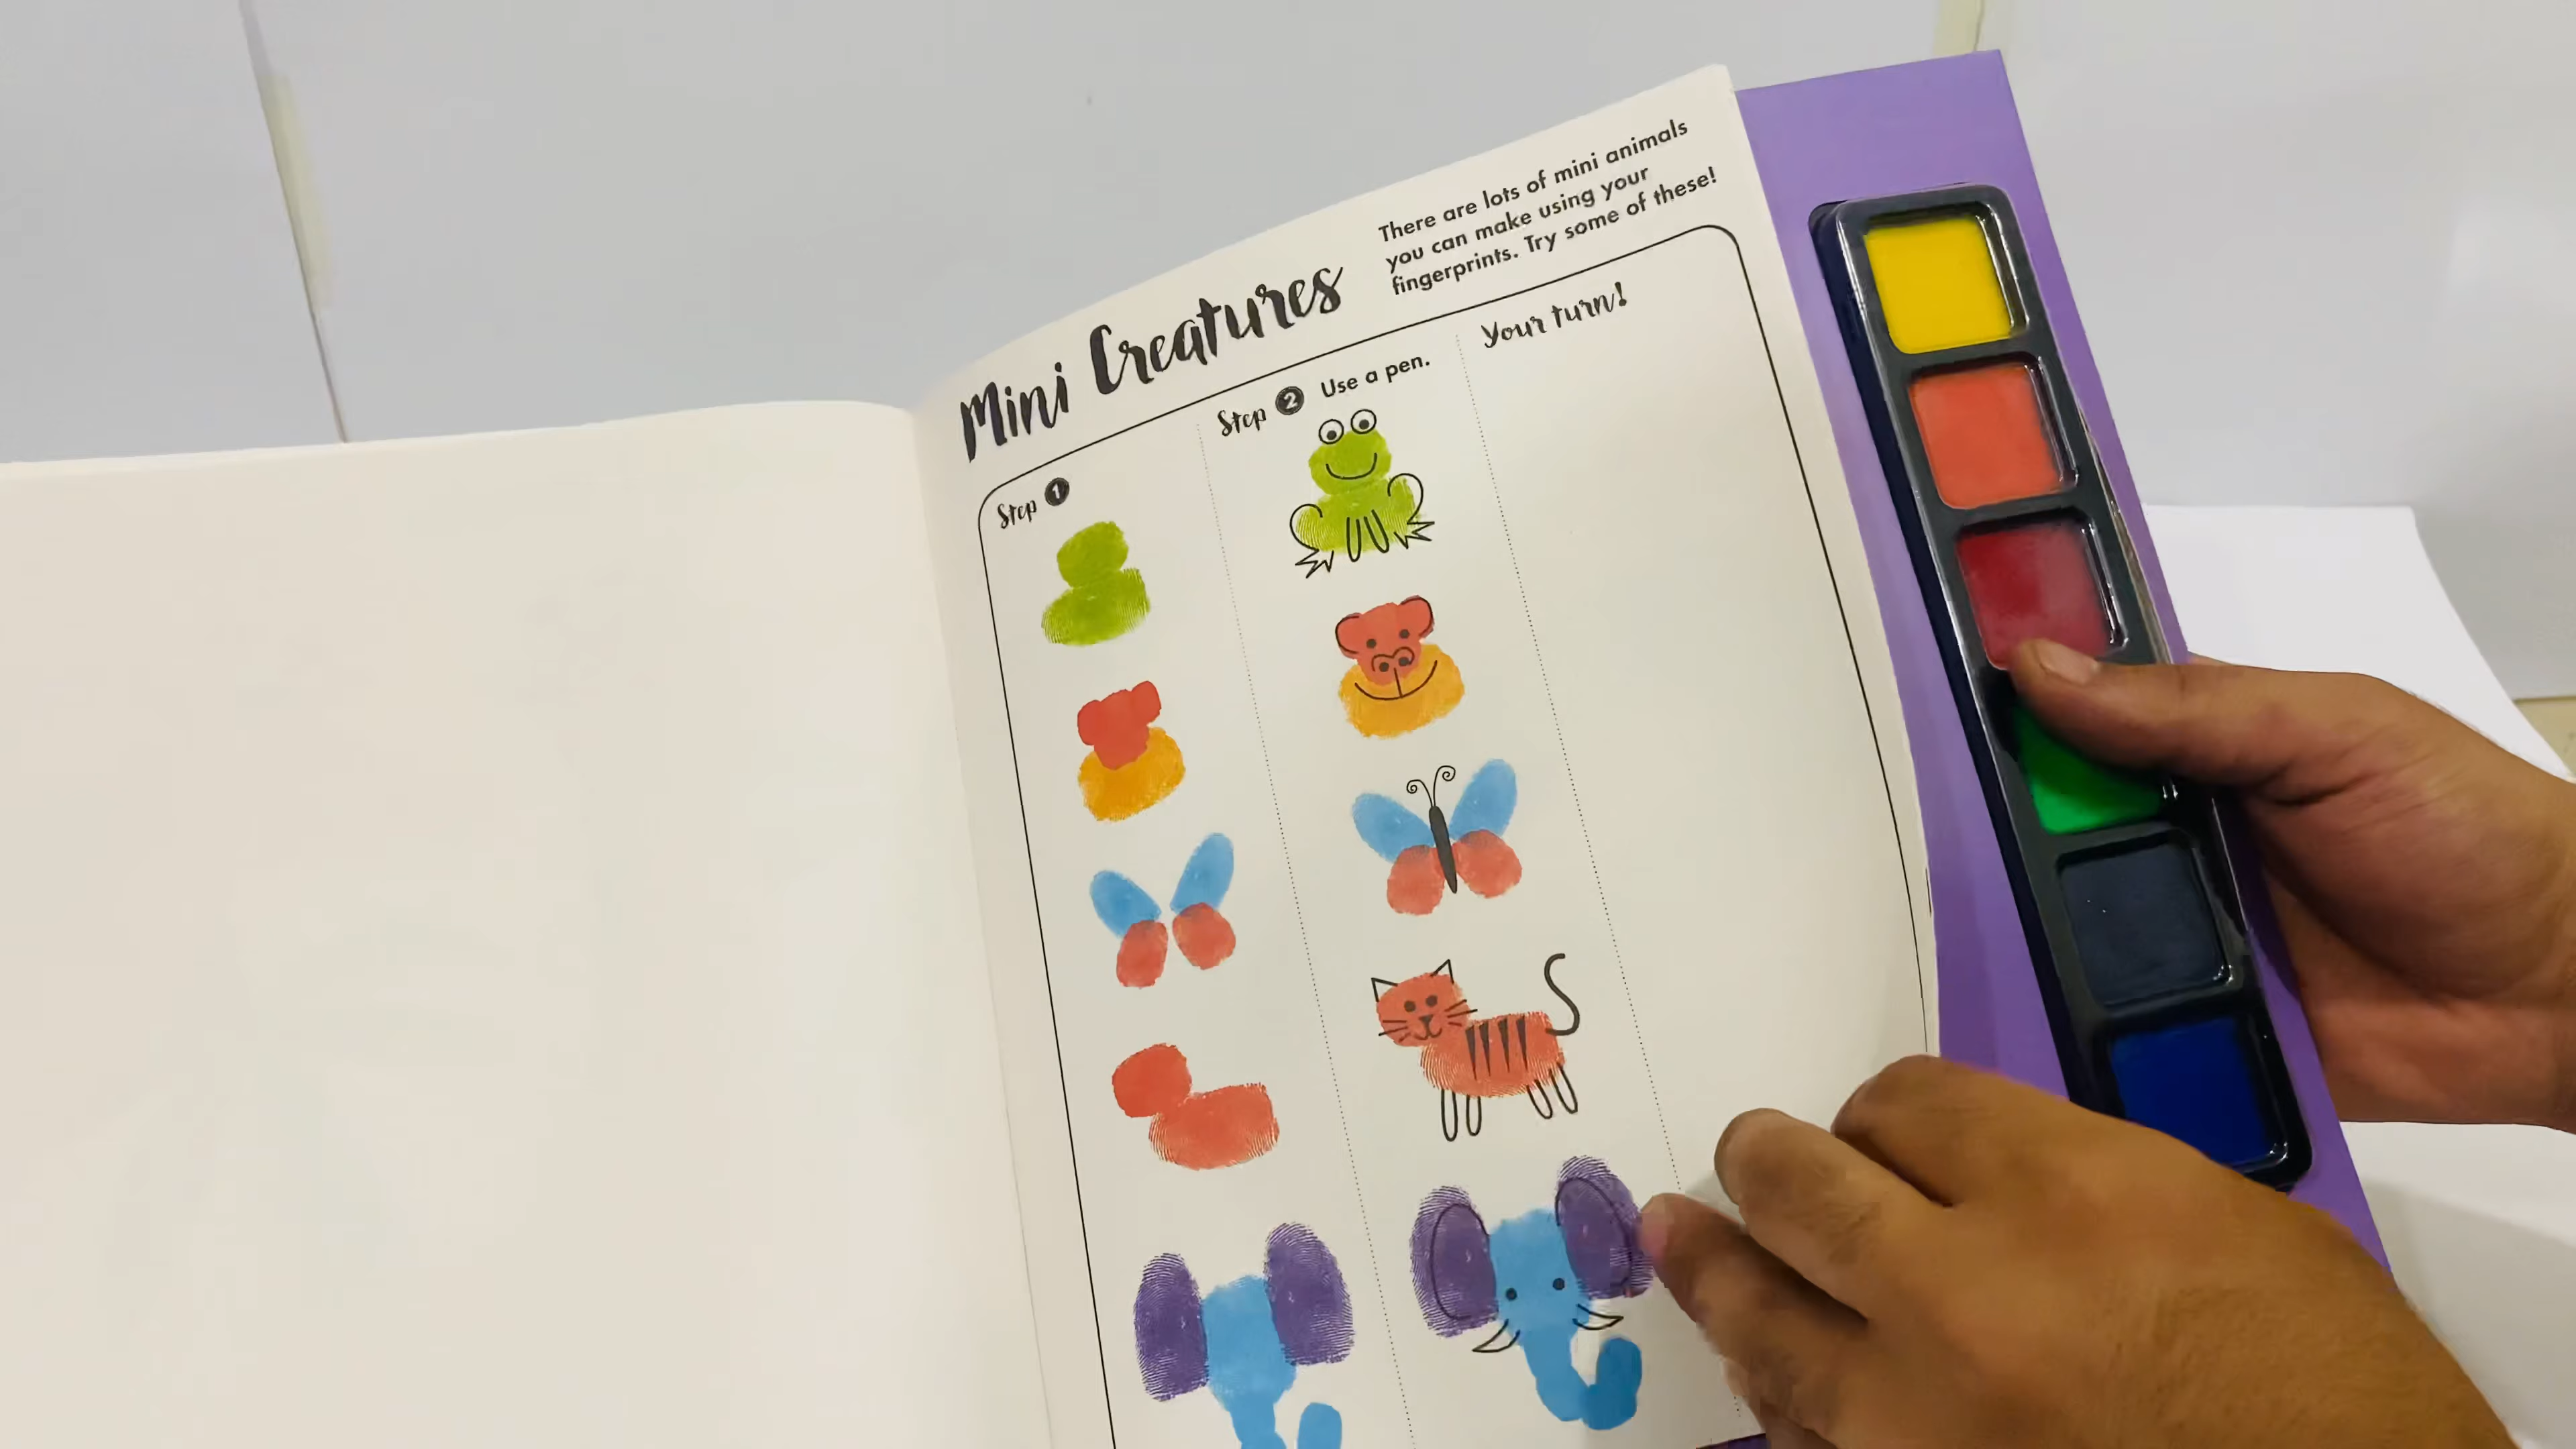 Mini Creatures
There are lots of mini animals
you can make using your
fingerprints. Try some of these!
Step 1
Step 2 Use a pen.
Your turn!